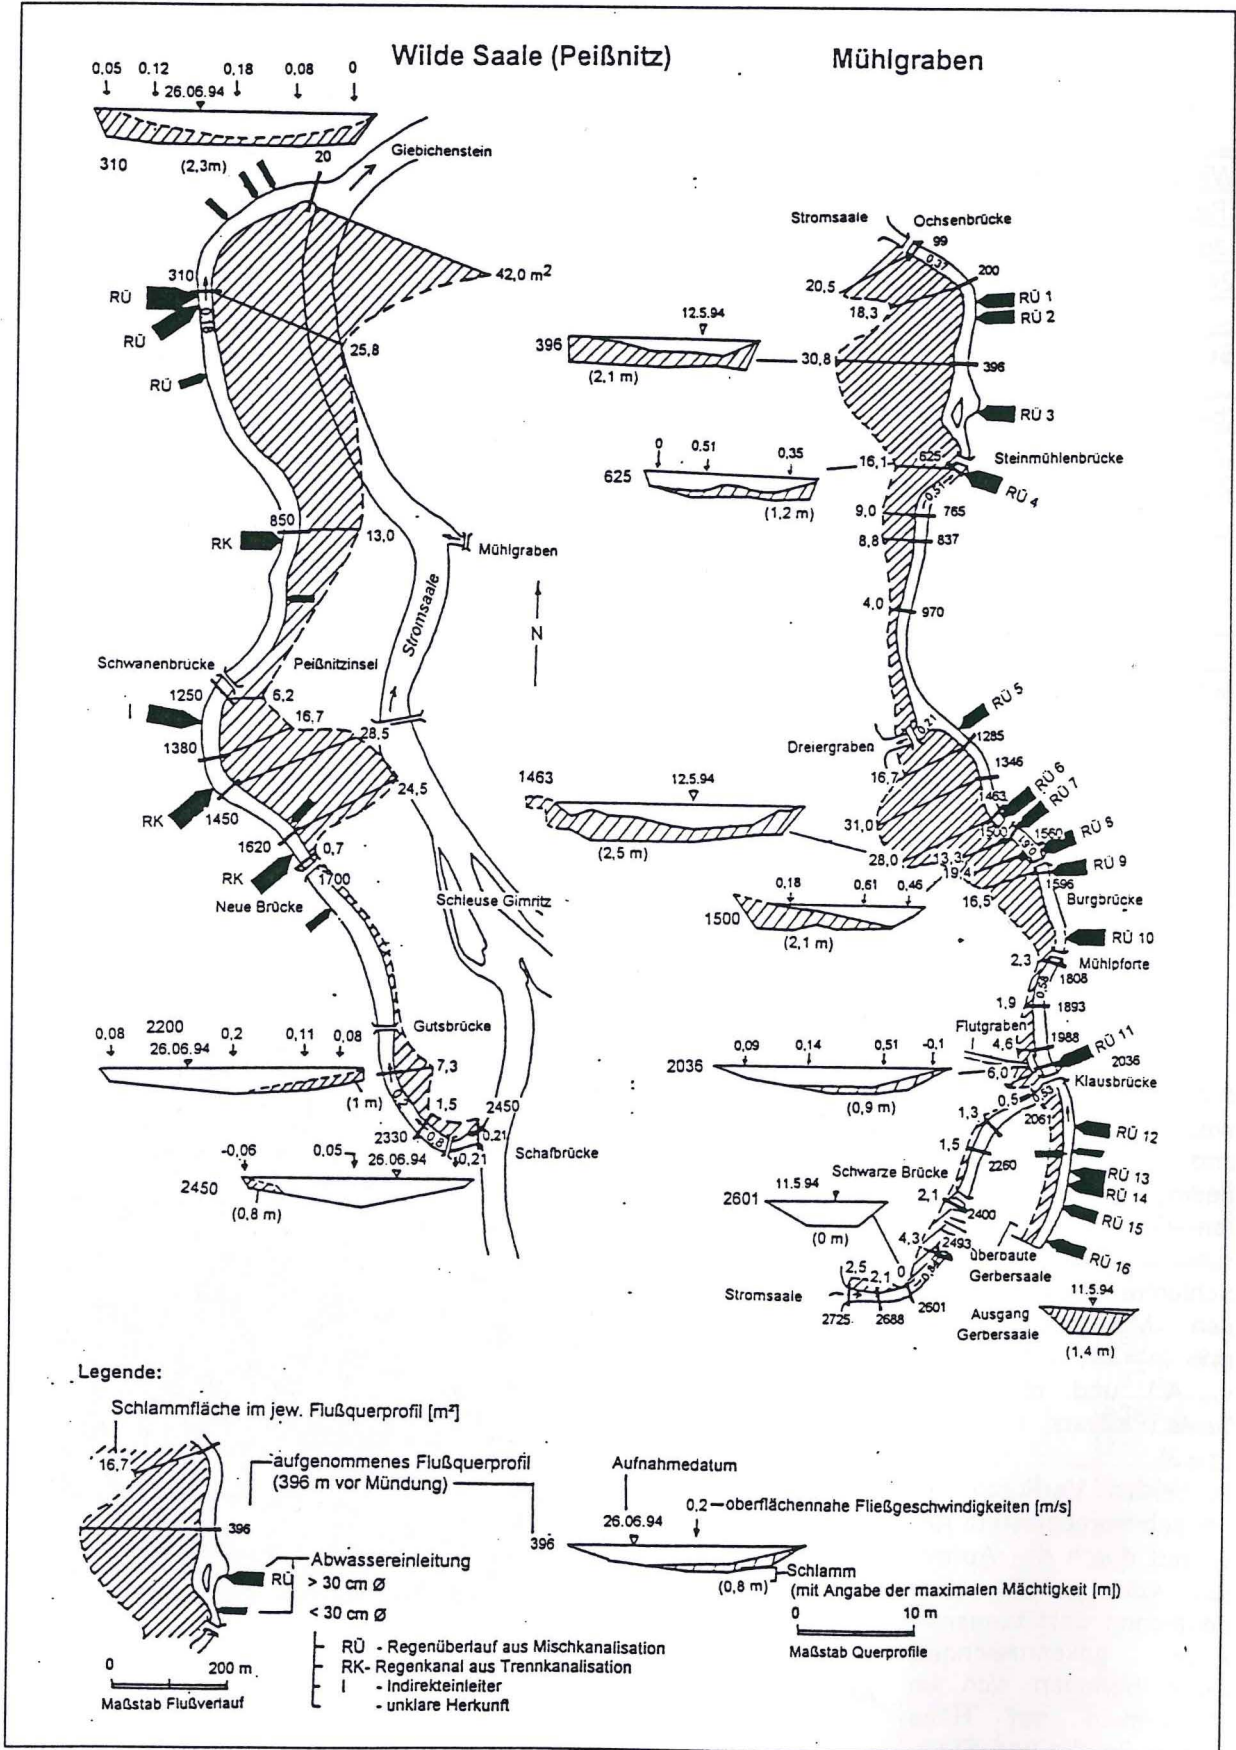 Wilde Saale (Peißnitz)
Mühlgraben
0,05 0,12 0,18 0,08 0
26.06.94
310
(2,3m)
20
Giebichenstein
42,0 m²
310
RÜ
RÜ
RÜ
25,8
850
RK
13,0
Mühlgraben
Stromsaale
N
Schwanenbrücke
Peißnitzinsel
1250
6,2
I
16,7
28,5
1380
24,5
RK
1450
1620
0,7
RK
1700
Neue Brücke
Schleuse Gimritz
Gutsbrücke
0,08 2200 0,2 0,11 0,08
26.06.94
(1 m)
7,3
1,5
2450
2330
0,8
0,21
0,21
Schafbrücke
-0,06 0,05 26.06.94
2450
(0,8 m)
Stromsaale
Ochsenbrücke
99
0,37
200
20,5
RÜ 1
18,3
RÜ 2
12.5.94
396
(2,1 m)
30,8
396
RÜ 3
0 0,51 0,35
625
(1,2 m)
16,1
625
Steinmühlenbrücke
0,51
RÜ 4
9,0
765
8,8
837
4,0
970
RÜ 5
0,21
Dreiergraben
1285
16,7
1346
1463
RÜ 6
RÜ 7
1463
12.5.94
(2,5 m)
31,0
1500
1560
RÜ 8
28,0
13,3
19,4
RÜ 9
1596
16,5
Burgbrücke
0,18 0,61 0,46
1500
(2,1 m)
RÜ 10
2,3
Mühlpforte
1808
0,58
1,9
1893
Flutgraben
4,6
1988
RÜ 11
0,09 0,14 0,51 -0,1
2036
(0,9 m)
6,0
2036
Klausbrücke
0,5
0,53
2061
1,3
RÜ 12
1,5
2260
RÜ 13
Schwarze Brücke
RÜ 14
11.5.94
2601
(0 m)
2,1
2400
RÜ 15
4,3
2493
überbaute
Gerbersaale
RÜ 16
2,5
2,1
0
Stromsaale
2725
2688
2601
Ausgang
Gerbersaale
11.5.94
(1,4 m)
Legende:
Schlammfläche im jew. Flußquerprofil [m²]
16,7
aufgenommenes Flußquerprofil
(396 m vor Mündung)
396
Abwassereinleitung
RÜ > 30 cm Ø
< 30 cm Ø
RÜ - Regenüberlauf aus Mischkanalisation
RK- Regenkanal aus Trennkanalisation
I - Indirekteinleiter
- unklare Herkunft
0 200 m
Maßstab Flußverlauf
Aufnahmedatum
0,2 oberflächennahe Fließgeschwindigkeiten [m/s]
26.06.94
396
(0,8 m)
Schlamm
(mit Angabe der maximalen Mächtigkeit [m])
0 10 m
Maßstab Querprofile